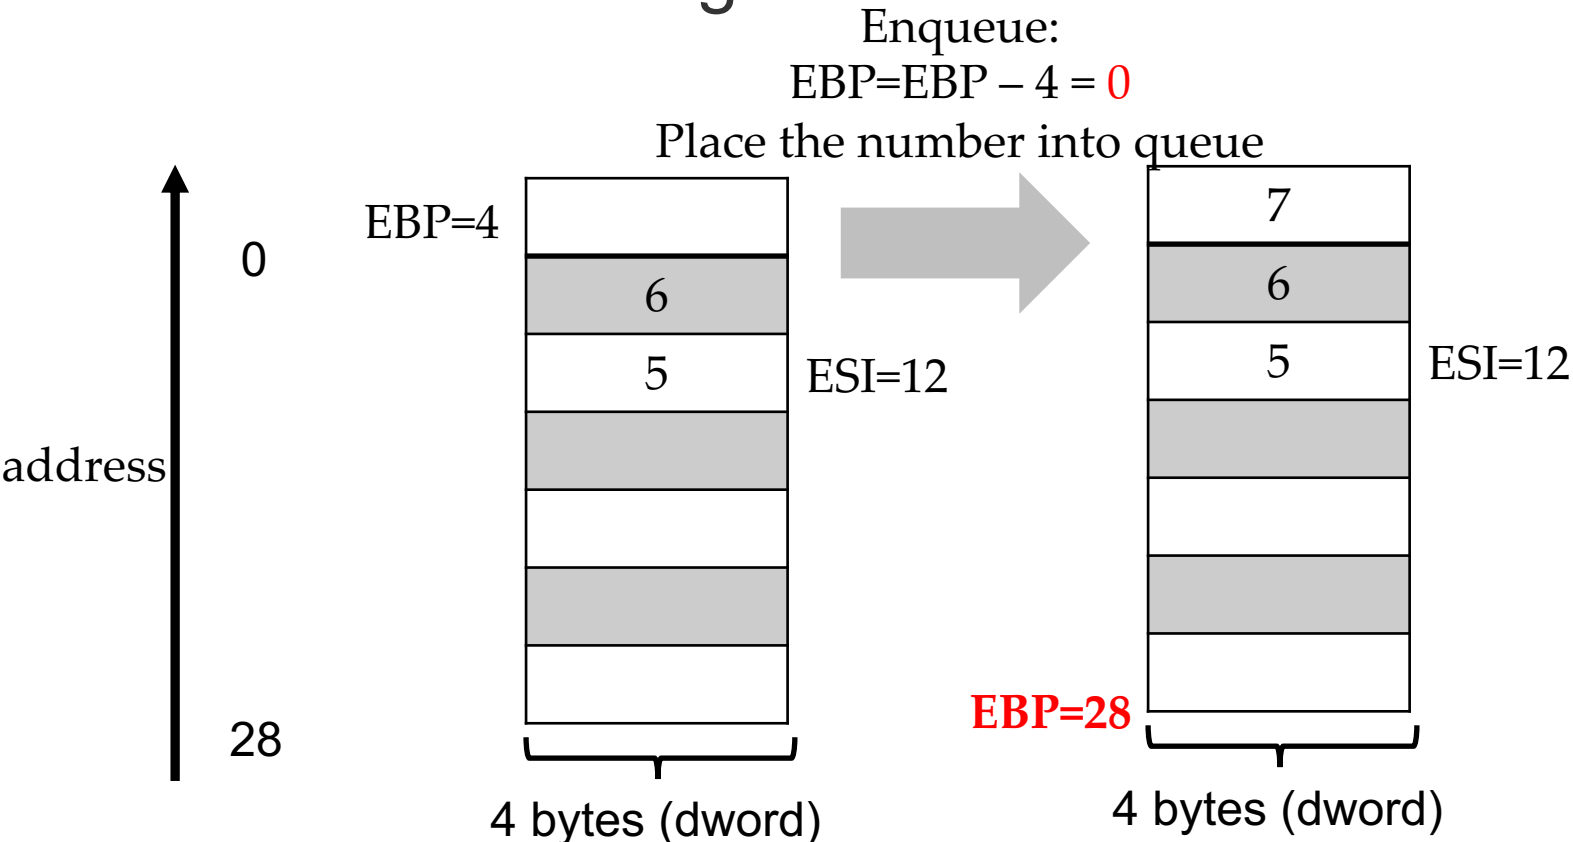 Enqueue:
EBP=EBP – 4 = 0
Place the number into queue
EBP=4
7
0
6
6
5
ESI=12
5
ESI=12
address
EBP=28
28
4 bytes (dword)
4 bytes (dword)